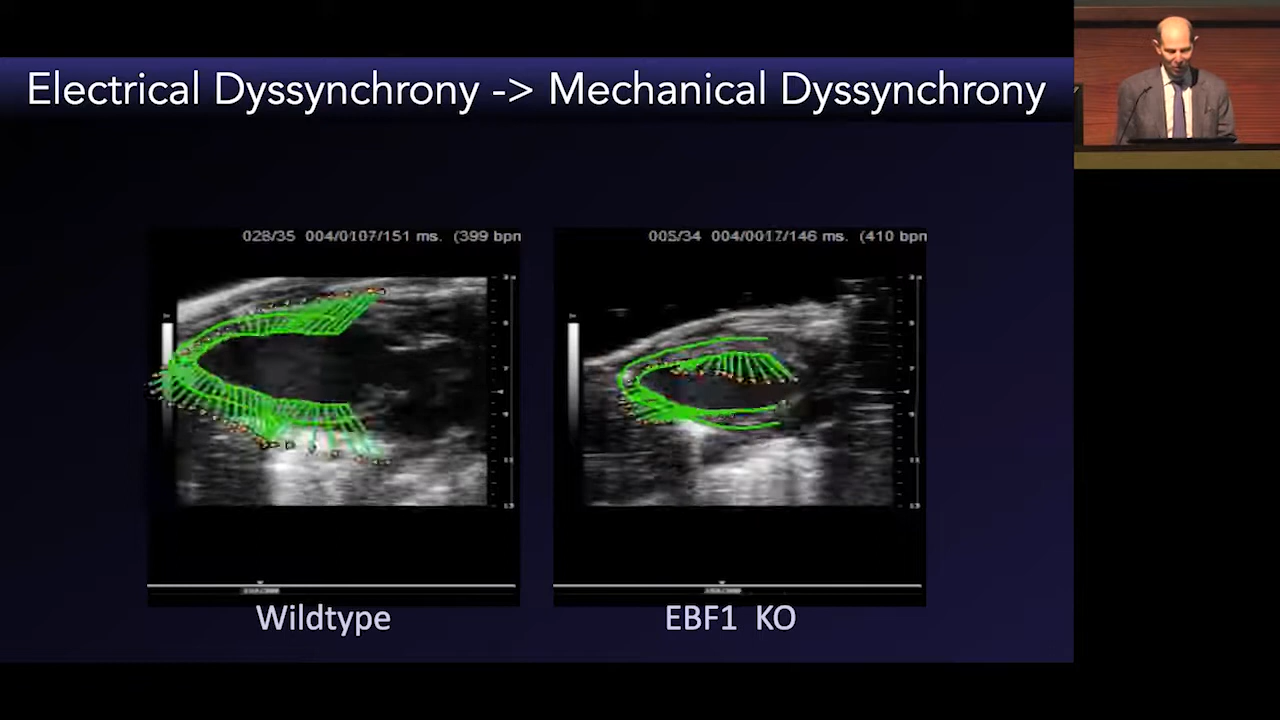 Electrical Dyssynchrony -> Mechanical Dyssynchrony
028/35 004/0107/151 ms. (399 bpn
005/34 004/0017/146 ms. (410 bpn
Wildtype
EBF1 KO